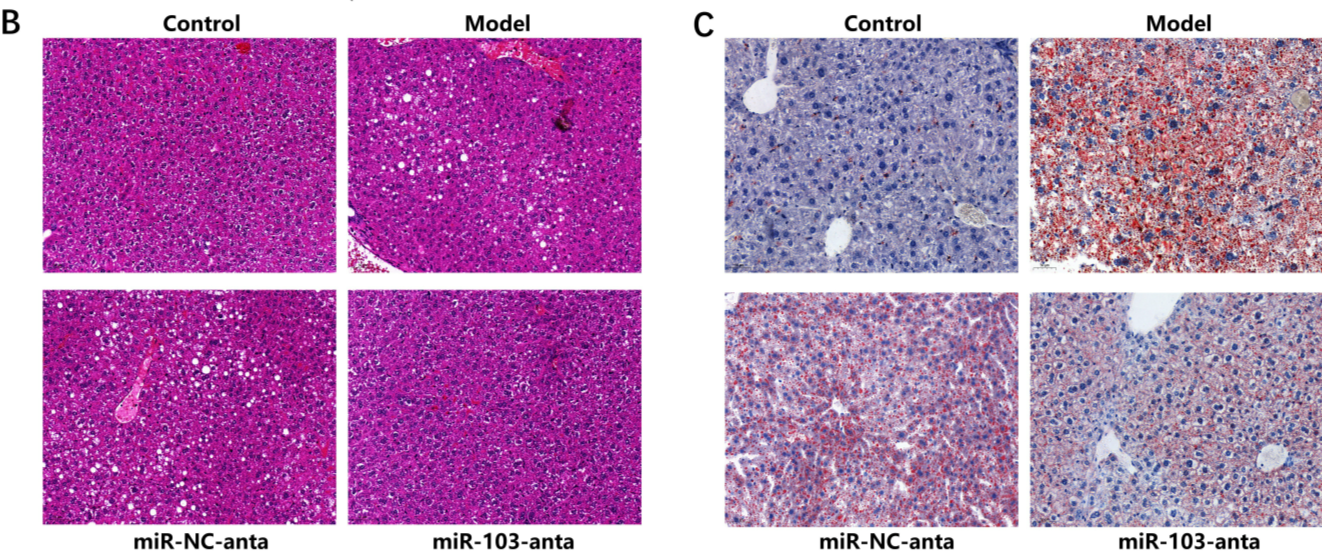 B
Control Model
miR-NC-anta miR-103-anta
C
Control Model
miR-NC-anta miR-103-anta